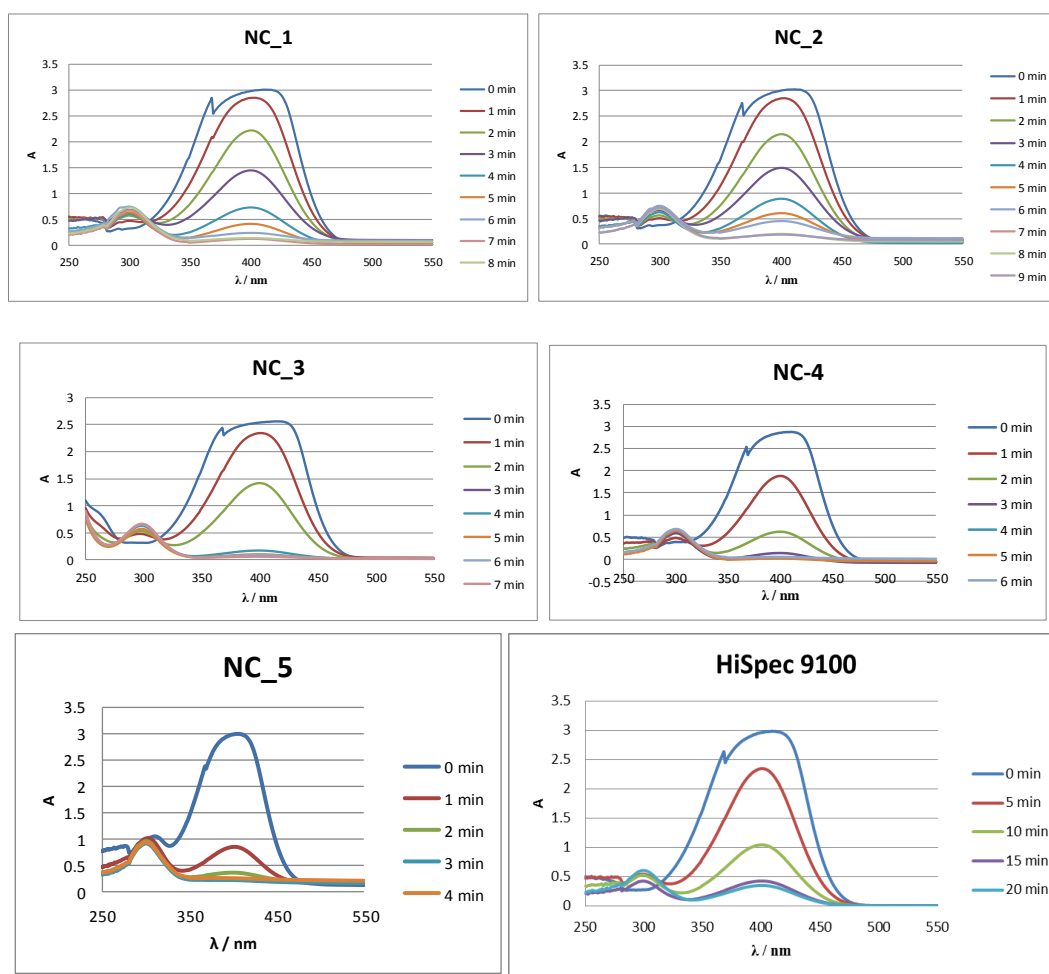 NC_1
3.5
3
2.5
2
1.5
1
0.5
0
A
250 300 350 400 450 500 550
λ / nm
0 min
1 min
2 min
3 min
4 min
5 min
6 min
7 min
8 min
NC_2
3.5
3
2.5
2
1.5
1
0.5
0
A
250 300 350 400 450 500 550
λ / nm
0 min
1 min
2 min
3 min
4 min
5 min
6 min
7 min
8 min
9 min
NC_3
3
2.5
2
1.5
1
0.5
0
A
250 300 350 400 450 500 550
λ / nm
0 min
1 min
2 min
3 min
4 min
5 min
6 min
7 min
NC-4
3.5
3
2.5
2
1.5
1
0.5
0
-0.5
A
250 300 350 400 450 500 550
λ / nm
0 min
1 min
2 min
3 min
4 min
5 min
6 min
NC_5
3.5
3
2.5
2
1.5
1
0.5
0
A
250 350 450 550
λ / nm
0 min
1 min
2 min
3 min
4 min
HiSpec 9100
3.5
3
2.5
2
1.5
1
0.5
0
A
250 300 350 400 450 500 550
λ / nm
0 min
5 min
10 min
15 min
20 min